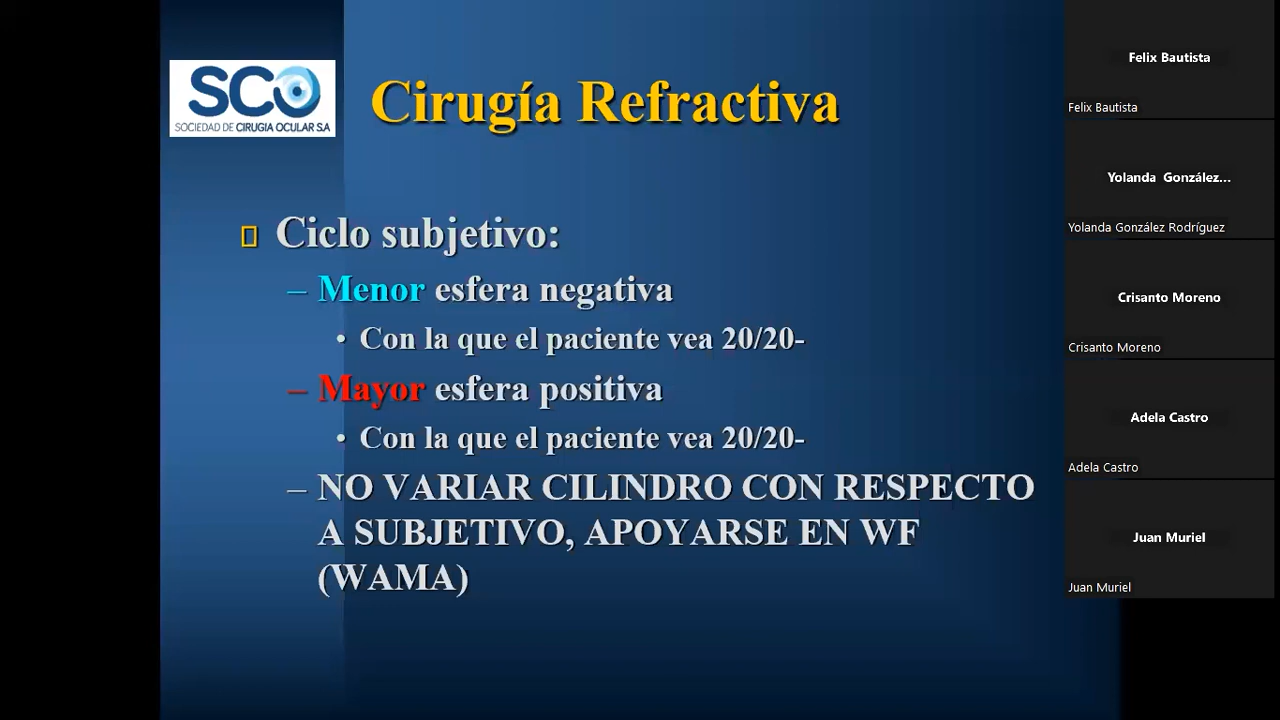 SCO
SOCIEDAD DE CIRUGIA OCULAR S.A
Cirugía Refractiva
Ciclo subjetivo:
– Menor esfera negativa
• Con la que el paciente vea 20/20-
– Mayor esfera positiva
• Con la que el paciente vea 20/20-
– NO VARIAR CILINDRO CON RESPECTO
A SUBJETIVO, APOYARSE EN WF
(WAMA)
Felix Bautista
Felix Bautista
Yolanda González...
Yolanda González Rodríguez
Crisanto Moreno
Crisanto Moreno
Adela Castro
Adela Castro
Juan Muriel
Juan Muriel